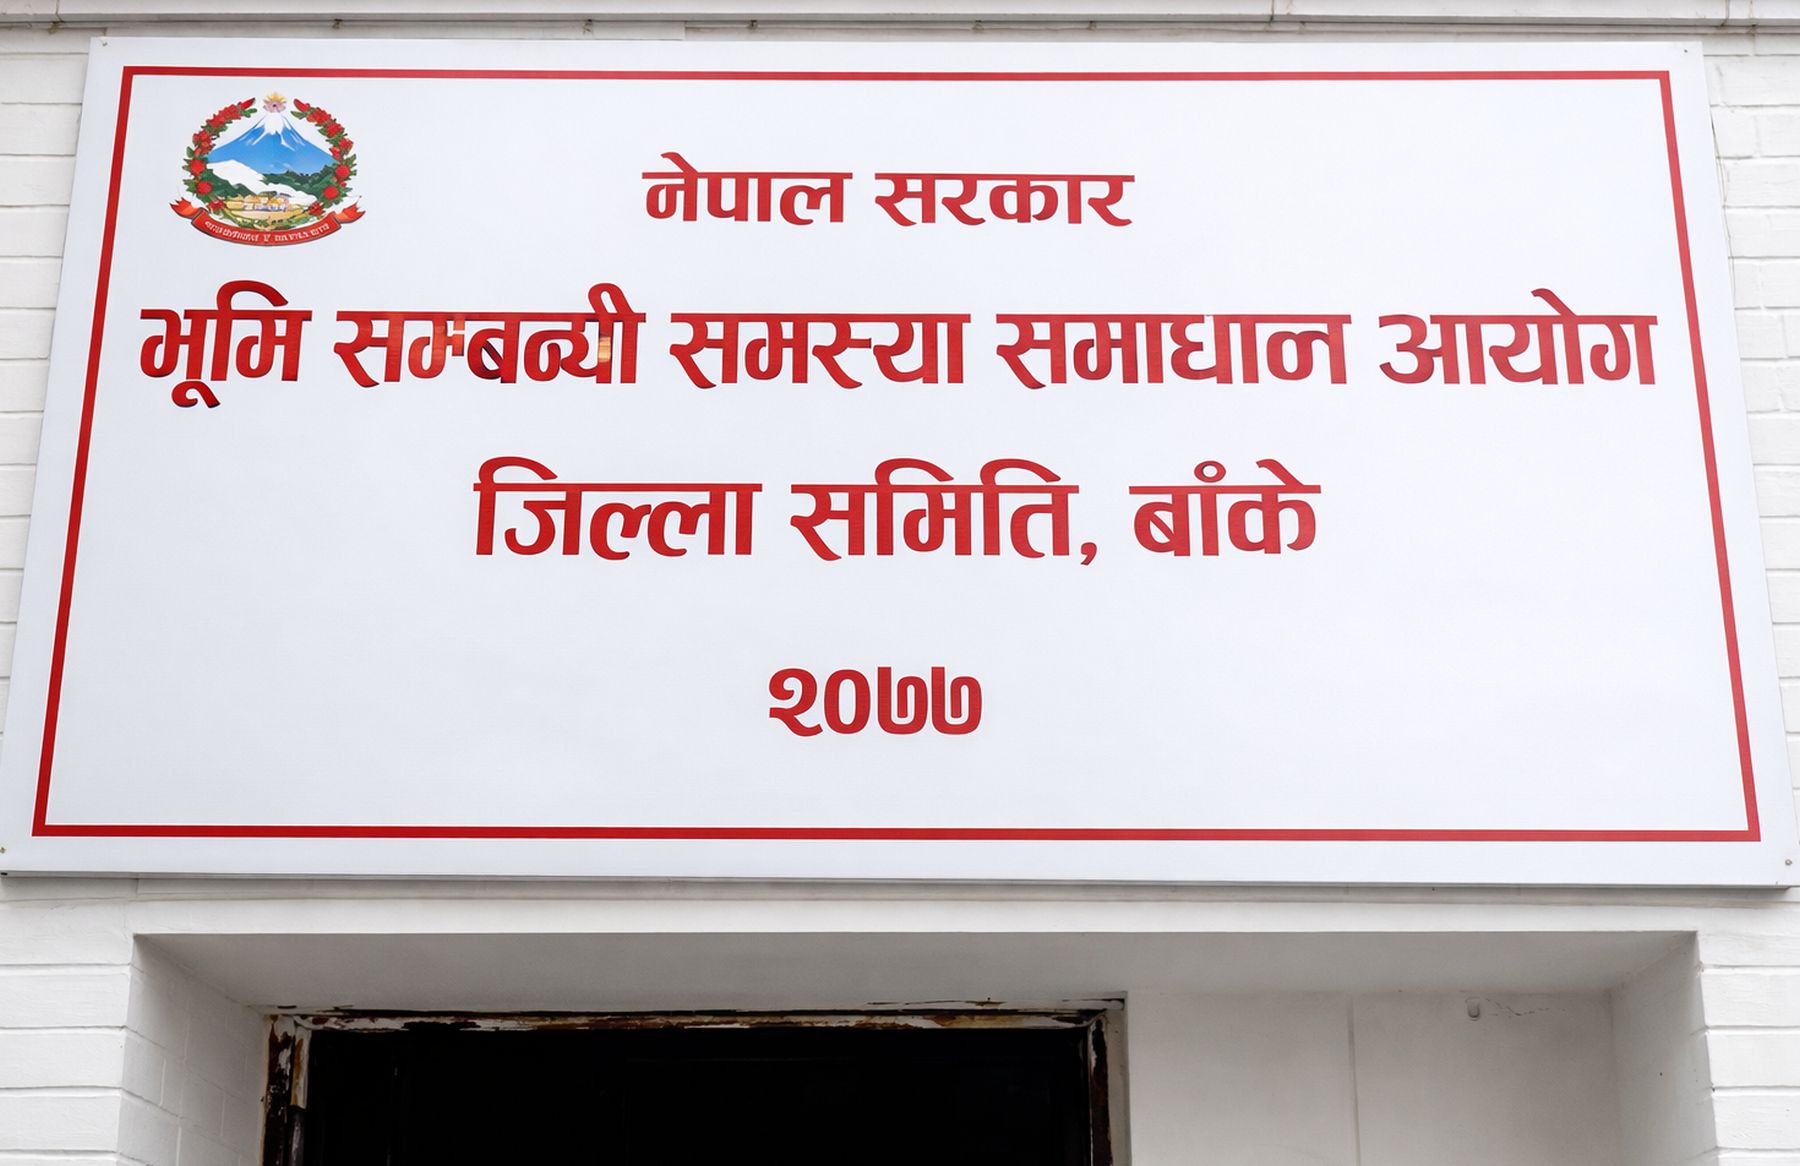 नेपाल सरकार
भूमि सम्बन्धी समस्या समाधान आयोग
जिल्ला समिति, बाँके
२०७७